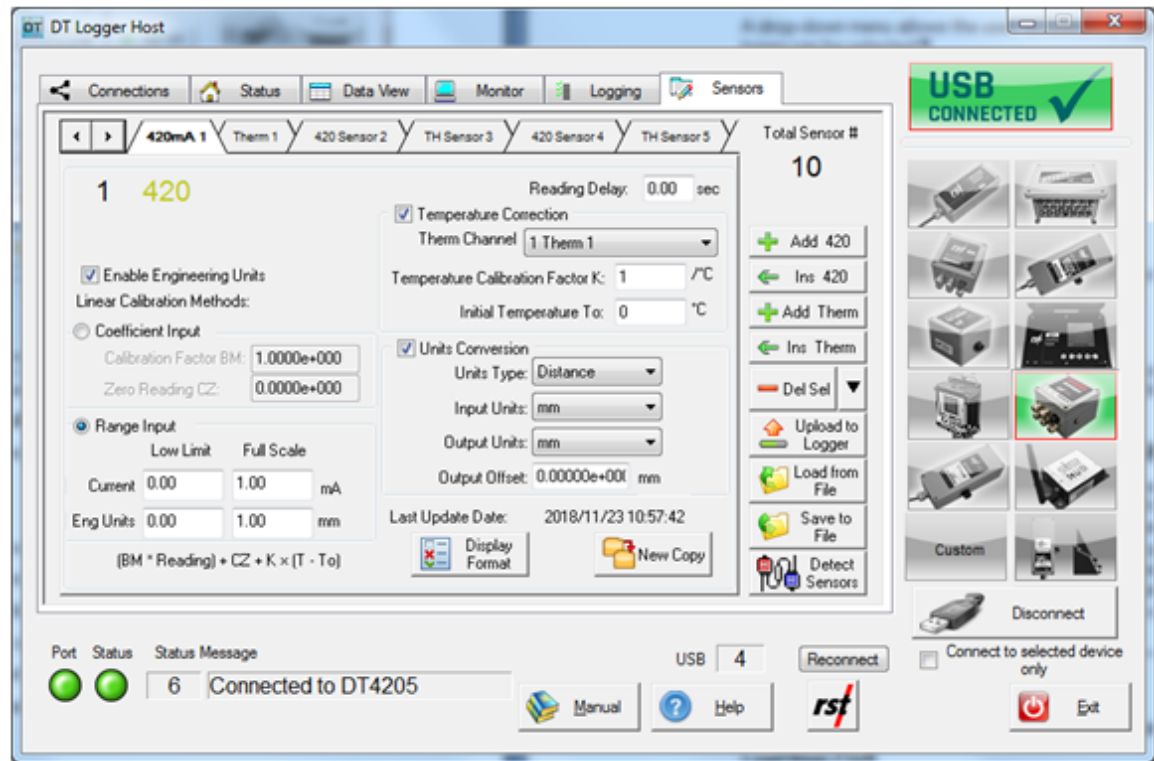 DT Logger Host
Connections Status Data View Monitor Logging Sensors
420mA 1 Therm 1 420 Sensor 2 TH Sensor 3 420 Sensor 4 TH Sensor 5
Total Sensor #
10
1 420
Reading Delay: 0.00 sec
Temperature Correction
Therm Channel 1 Therm 1
Temperature Calibration Factor K: 1 /°C
Initial Temperature To: 0 °C
Enable Engineering Units
Linear Calibration Methods:
Coefficient Input
Calibration Factor BM: 1.0000e+000
Zero Reading CZ: 0.0000e+000
Range Input
Low Limit Full Scale
Current 0.00 1.00 mA
Eng Units 0.00 1.00 mm
(BM * Reading) + CZ + K × (T - To)
Units Conversion
Units Type: Distance
Input Units: mm
Output Units: mm
Output Offset: 0.00000e+00 mm
Last Update Date: 2018/11/23 10:57:42
Display
Format
New Copy
Add 420
Ins 420
Add Therm
Ins Therm
Del Sel
Upload to
Logger
Load from
File
Save to
File
Detect
Sensors
USB
CONNECTED
Custom
Disconnect
Connect to selected device
only
Port Status Status Message
6 Connected to DT4205
USB 4 Reconnect
Manual Help rst Exit